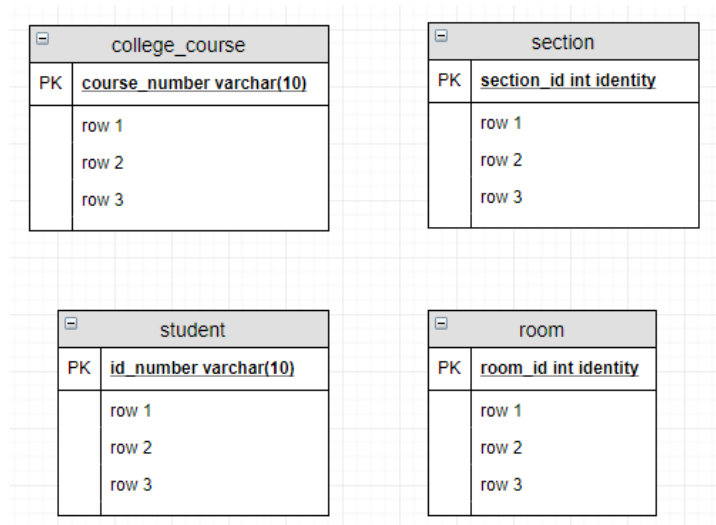 college_course
PK course_number varchar(10)
row 1
row 2
row 3
section
PK section_id int identity
row 1
row 2
row 3
student
PK id_number varchar(10)
row 1
row 2
row 3
room
PK room_id int identity
row 1
row 2
row 3